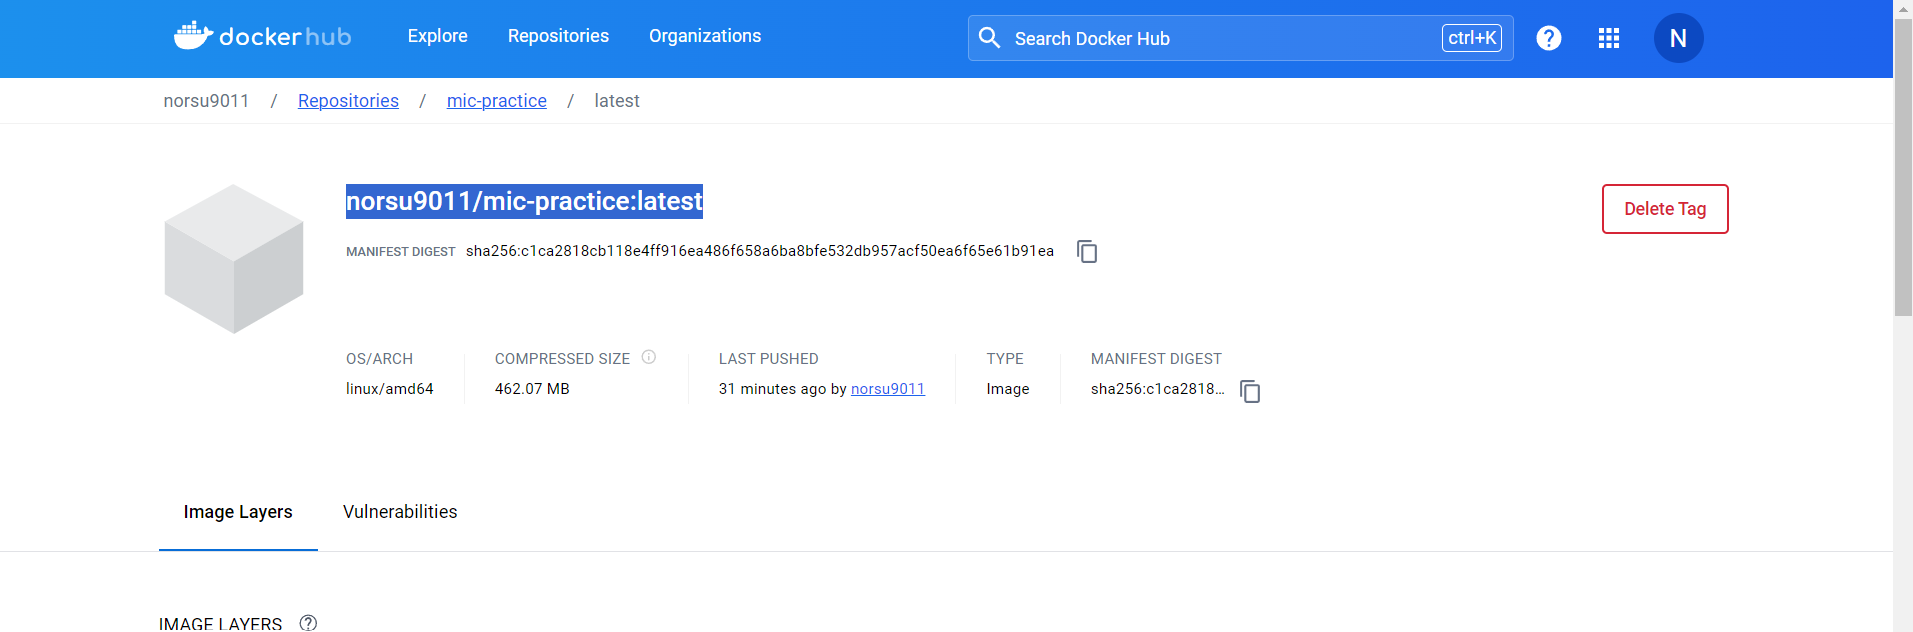 dockerhub Explore Repositories Organizations Search Docker Hub ctrl+K ? N
norsu9011 / Repositories / mic-practice / latest
norsu9011/mic-practice:latest
Delete Tag
MANIFEST DIGEST sha256:c1ca2818cb118e4ff916ea486f658a6ba8bfe532db957acf50ea6f65e61b91ea
OS/ARCH COMPRESSED SIZE LAST PUSHED TYPE MANIFEST DIGEST
linux/amd64 462.07 MB 31 minutes ago by norsu9011 Image sha256:c1ca2818...
Image Layers Vulnerabilities
IMAGE LAYERS ?